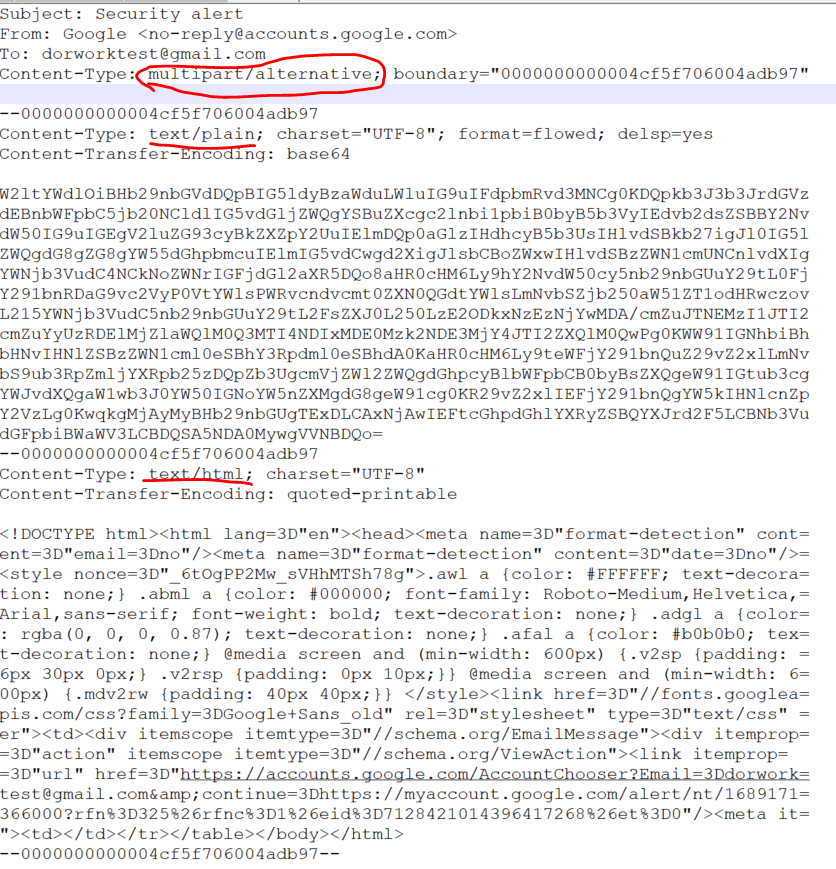 Subject: Security alert
From: Google <no-reply@accounts.google.com>
To: dorworktest@gmail.com
Content-Type: multipart/alternative; boundary="0000000000004cf5f706004adb97"
--0000000000004cf5f706004adb97
Content-Type: text/plain; charset="UTF-8"; format=flowed; delsp=yes
Content-Transfer-Encoding: base64
W2ltYWdlOiBHb29nbGVdDQpBIG5ldyBzaWduLWluIG9uIFdpbmRvd3MNCg0KDQpkb3J3b3JrdGVz
dEBnbWFpbC5jb20NCldlIG5vdGljZWQgYSBuZXcgc2lnbi1pbiB0byB5b3VyIEdvb2dsZSBBY2Nv
dW50IG9uIGEgV2luZG93cyBkZXZpY2UuIElmDQp0aGlzIHdhcyB5b3UsIHlvdSBkb27igJl0IG5l
ZWQgdG8gZG8gYW55dGhpbmcuIElmIG5vdCwgd2XigJlsbCBoZWxwIHlvdSBzZWN1cmUNCnlvdXIg
YWNjb3VudC4NCkNoZWNrIGFjdGl2aXR5DQo8aHR0cHM6Ly9hY2NvdW50cy5nb29nbGUuY29tL0Fj
Y291bnRDaG9vc2VyP0VtYWlsPWRvcndvcmt0ZXN0QGdtYWlsLmNvbSZjb250aW51ZT1odHRwczov
L215YWNjb3VudC5nb29nbGUuY29tL2FsZXJ0L250LzE2ODkxNzEzNjYwMDA/cmZuJTNEMzI1JTI2
cmZuYyUzRDElMjZlaWQlM0Q3MTI4NDIxMDE0Mzk2NDE3MjY4JTI2ZXQlM0QwPg0KWW91IGNhbiBh
bHNvIHNlZSBzZWN1cml0eSBhY3Rpdml0eSBhdA0KaHR0cHM6Ly9teWFjY291bnQuZ29vZ2xlLmNv
bS9ub3RpZmljYXRpb25zDQpZb3UgcmVjZWl2ZWQgdGhpcyBlbWFpbCB0byBsZXQgeW91IGtub3cg
YWJvdXQgaW1wb3J0YW50IGNoYW5nZXMgdG8geW91cg0KR29vZ2xlIEFjY291bnQgYW5kIHNlcnZp
Y2VzLg0KwqkgMjAyMyBHb29nbGUgTExDLCAxNjAwIEFtcGhpdGhlYXRyZSBQYXJrd2F5LCBNb3Vu
dGFpbiBWaWV3LCBDQSA5NDA0MywgVVNBDQo=
--0000000000004cf5f706004adb97
Content-Type: text/html; charset="UTF-8"
Content-Transfer-Encoding: quoted-printable
<!DOCTYPE html><html lang=3D"en"><head><meta name=3D"format-detection" cont=
ent=3D"email=3Dno"/><meta name=3D"format-detection" content=3D"date=3Dno"/>=
<style nonce=3D"_6tOgPP2Mw_sVHhMTSh78g">.awl a {color: #FFFFFF; text-decora=
tion: none;} .abml a {color: #000000; font-family: Roboto-Medium,Helvetica,=
Arial,sans-serif; font-weight: bold; text-decoration: none;} .adgl a {color=
: rgba(0, 0, 0, 0.87); text-decoration: none;} .afal a {color: #b0b0b0; tex=
t-decoration: none;} @media screen and (min-width: 600px) {.v2sp {padding: =
6px 30px 0px;} .v2rsp {padding: 0px 10px;}} @media screen and (min-width: 6=
00px) {.mdv2rw {padding: 40px 40px;}} </style><link href=3D"//fonts.googlea=
pis.com/css?family=3DGoogle+Sans_old" rel=3D"stylesheet" type=3D"text/css" =
er"><td><div itemscope itemtype=3D"//schema.org/EmailMessage"><div itemprop=
=3D"action" itemscope itemtype=3D"//schema.org/ViewAction"><link itemprop=
=3D"url" href=3D"https://accounts.google.com/AccountChooser?Email=3Ddorwork=
test@gmail.com&amp;continue=3Dhttps://myaccount.google.com/alert/nt/1689171=
366000?rfn%3D325%26rfnc%3D1%26eid%3D7128421014396417268%26et%3D0"/><meta it=
"><td></td></tr></table></body></html>
--0000000000004cf5f706004adb97--